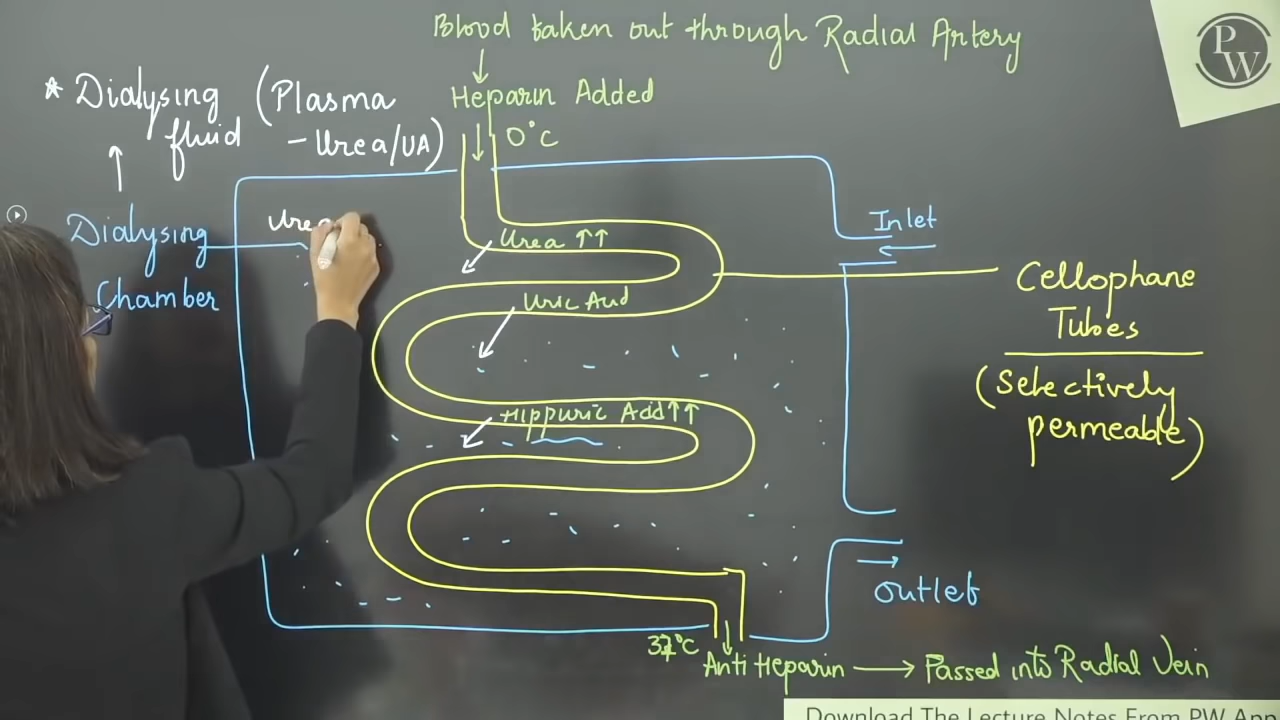 Blood taken out through Radial Artery
Heparin Added
0°C
* Dialysing (Plasma
fluid - Urea/UA)
Dialysing
Chamber
Urea
Urea ↑↑
Uric Acid
Hippuric Acid ↑↑
Inlet
Cellophane
Tubes
(Selectively
permeable)
outlet
37°C
Anti Heparin → Passed into Radial Vein
PW
Download The Lecture Notes From PW App